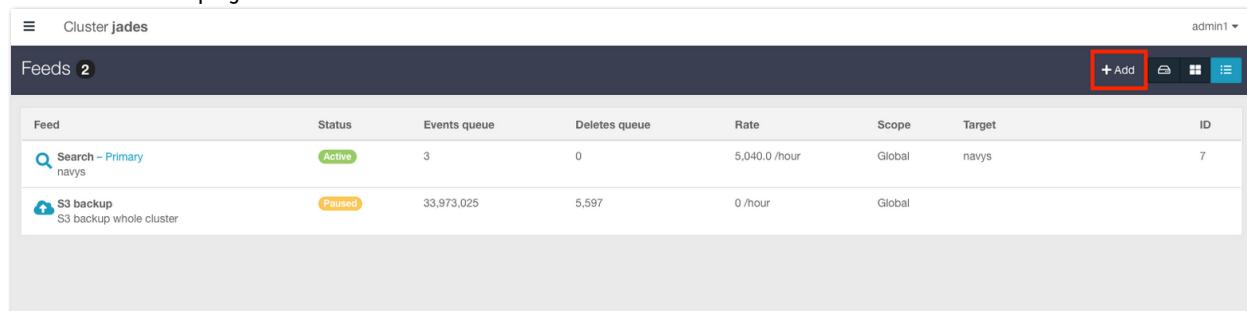 Cluster jades
admin1
Feeds 2
+ Add
Feed Status Events queue Deletes queue Rate Scope Target ID
Search – Primary Active 3 0 5,040.0 /hour Global navys 7
navys
S3 backup Paused 33,973,025 5,597 0 /hour Global
S3 backup whole cluster